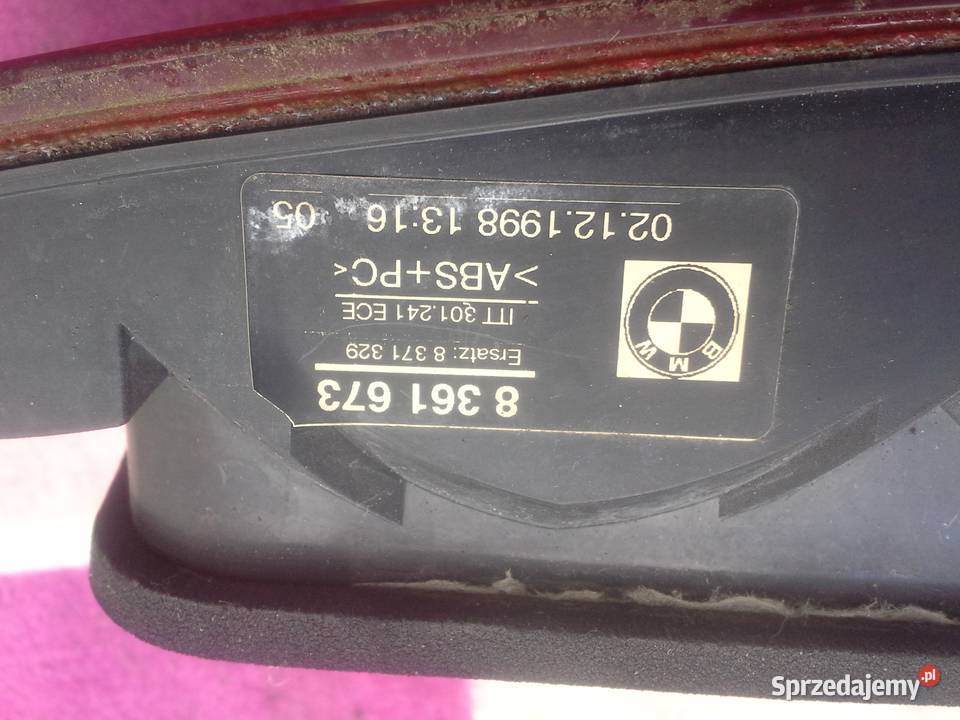 8 361 673
Ersatz: 8 371 329
ITT 301.241 ECE
>ABS+PC<
02.12.1998 13:16 05
BMW
Sprzedajemy.pl